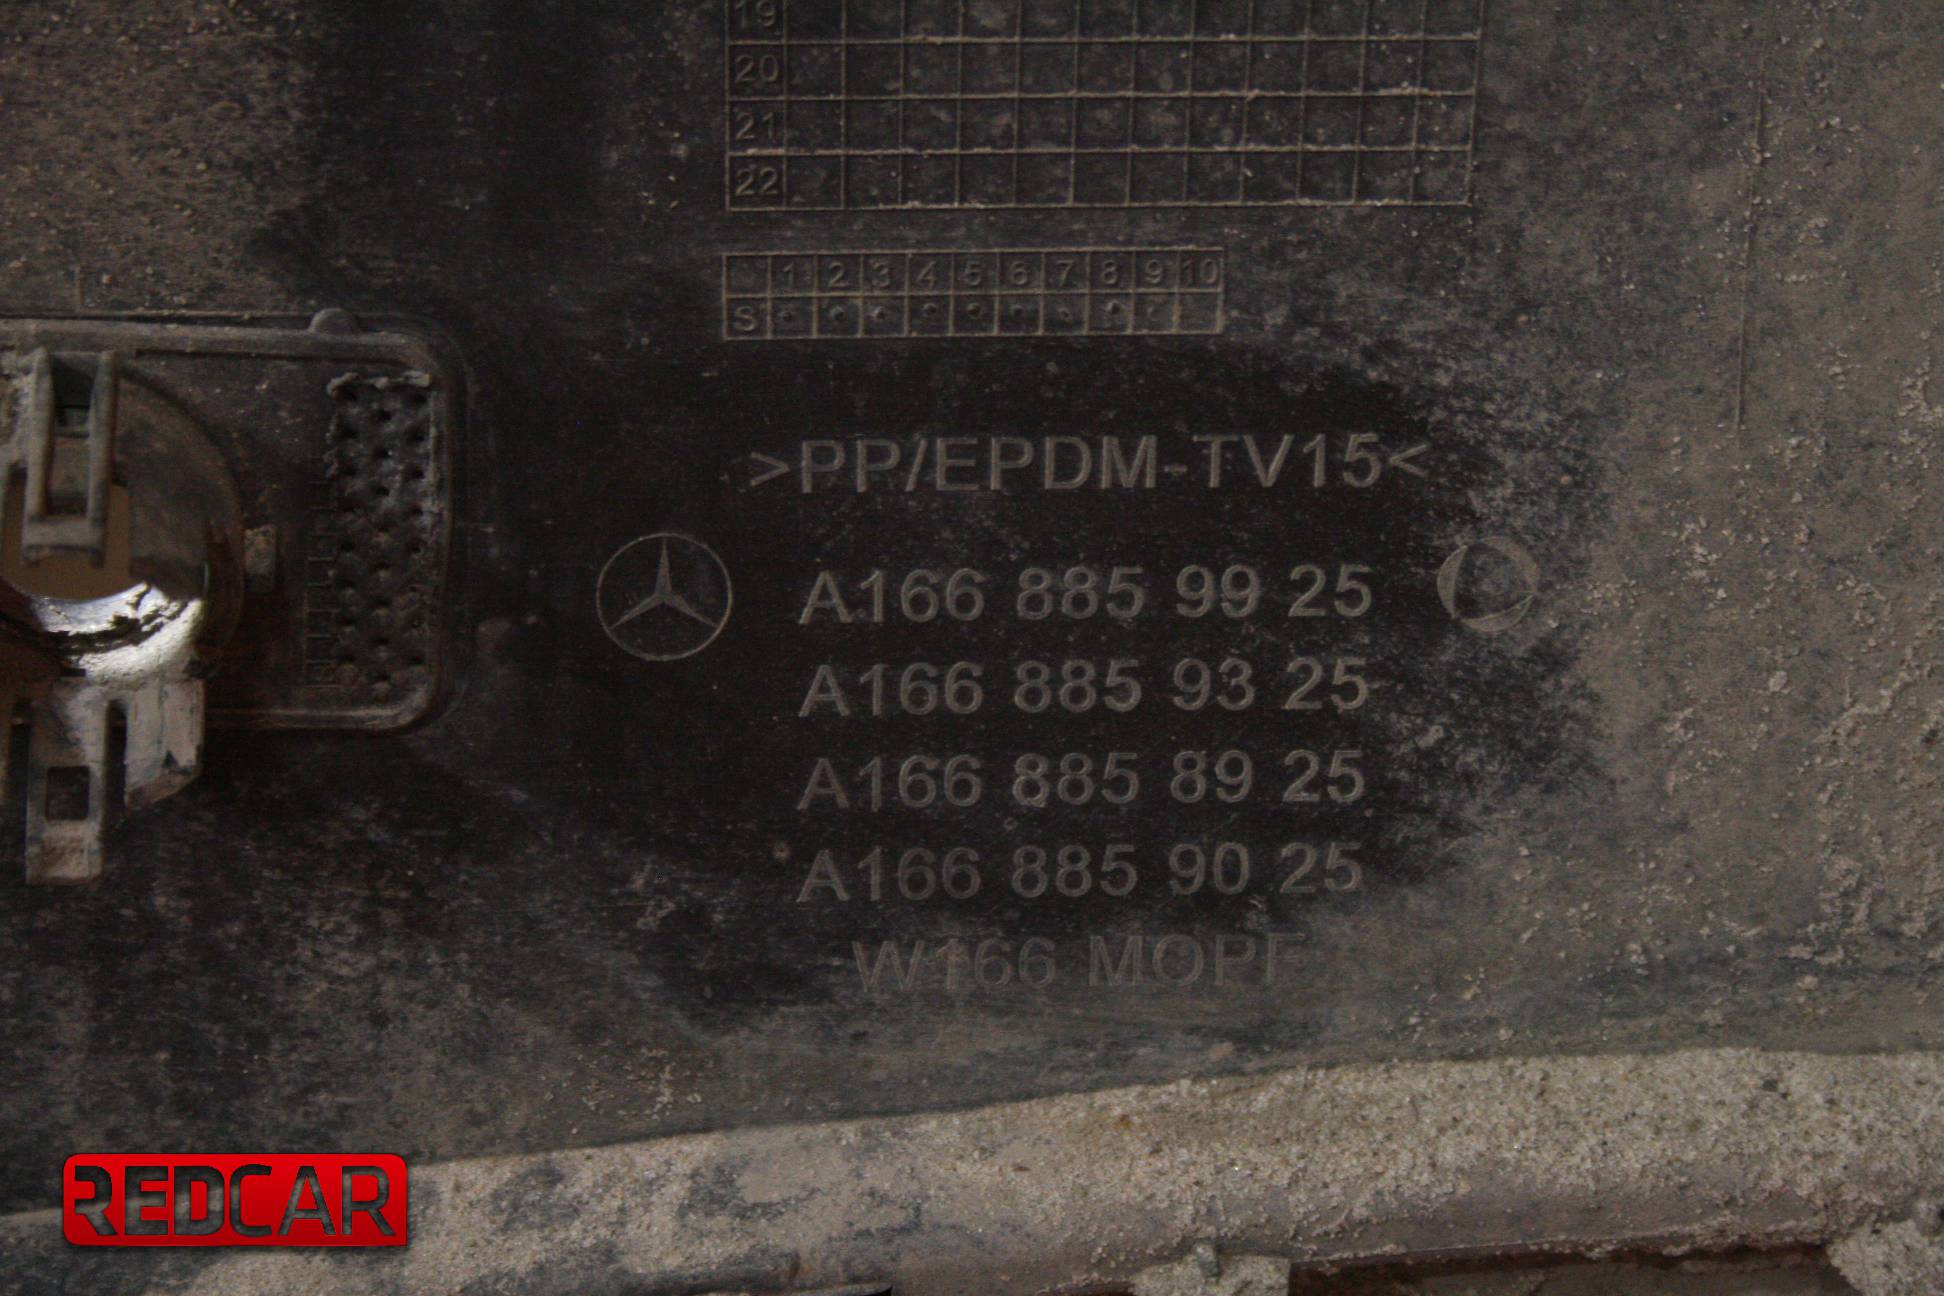 19
20
21
22
1 2 3 4 5 6 7 8 9 10
S
>PP/EPDM-TV15<
A166 885 99 25
A166 885 93 25
A166 885 89 25
A166 885 90 25
W166 MOPF
REDCAR